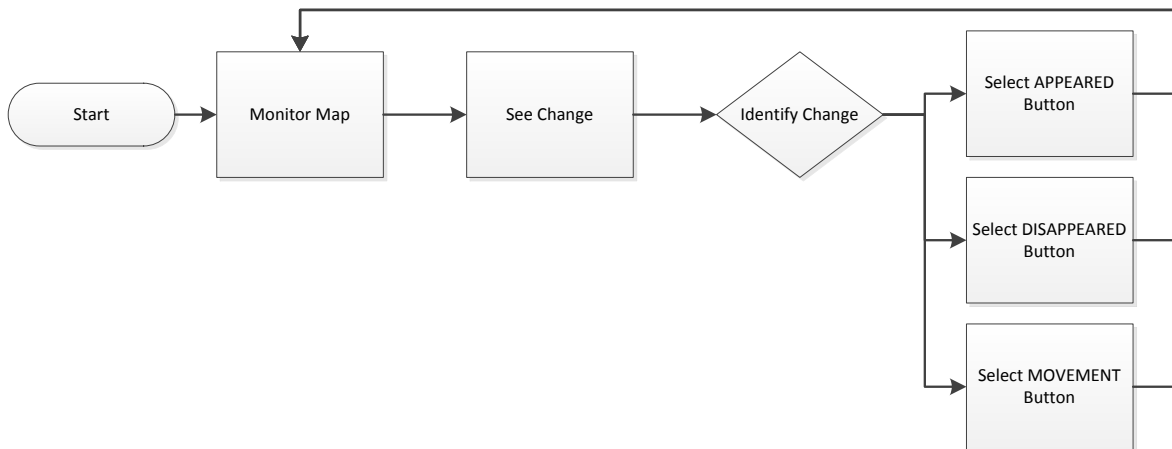 Start
Monitor Map
See Change
Identify Change
Select APPEARED
Button
Select DISAPPEARED
Button
Select MOVEMENT
Button